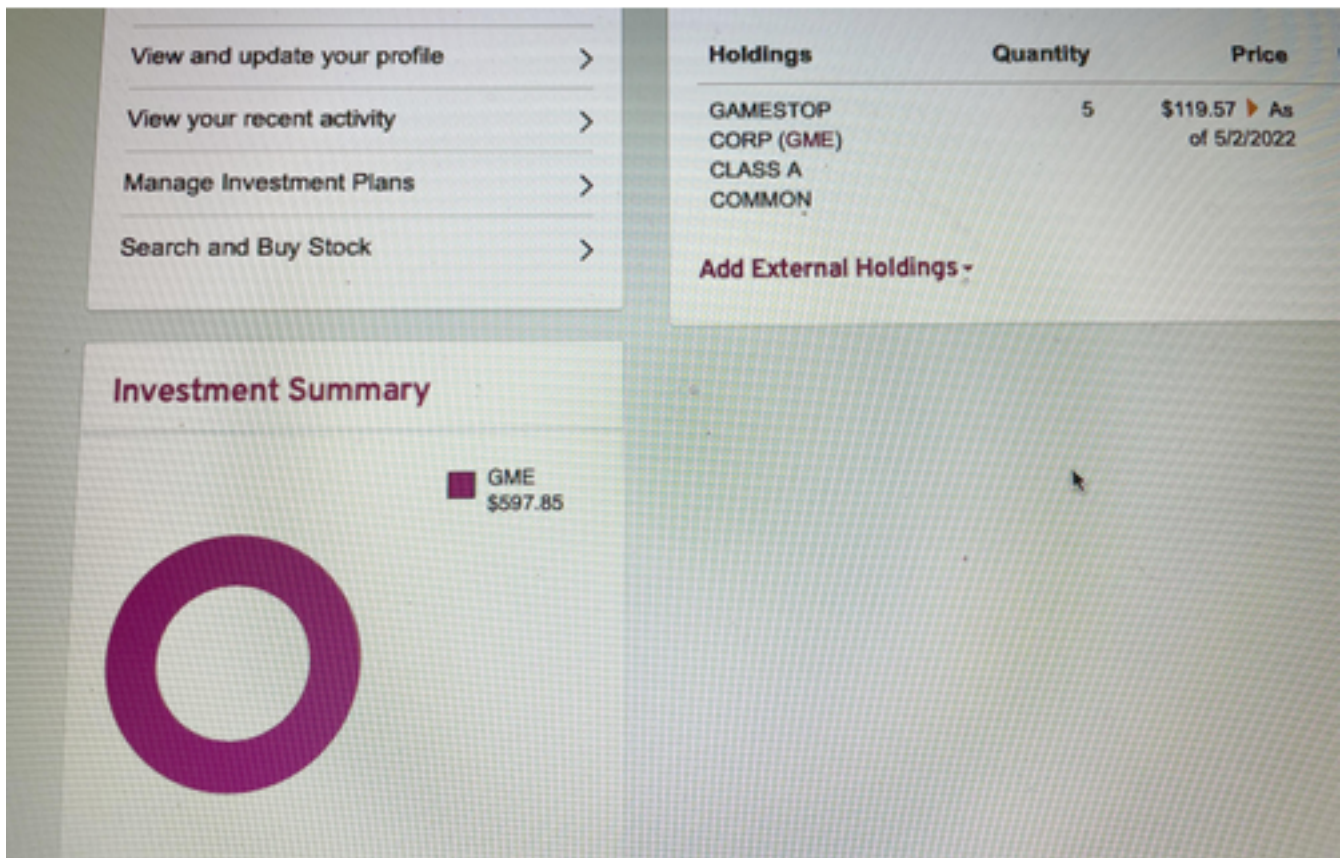 View and update your profile
View your recent activity
Manage Investment Plans
Search and Buy Stock
Holdings Quantity Price
GAMESTOP 5 $119.57 As
CORP (GME) of 5/2/2022
CLASS A
COMMON
Add External Holdings
Investment Summary
GME
$597.85